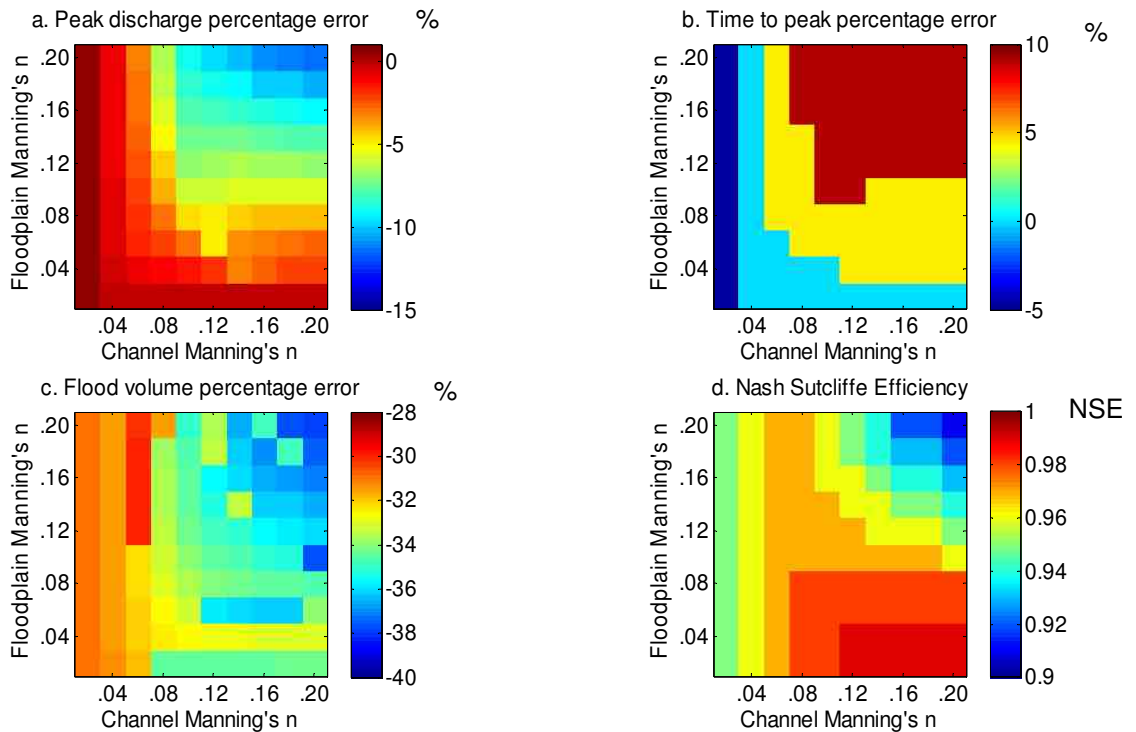 a. Peak discharge percentage error
%
b. Time to peak percentage error
%
Floodplain Manning's n
.20
.16
.12
.08
.04
.04 .08 .12 .16 .20
Channel Manning's n
0
-5
-10
-15
Floodplain Manning's n
.20
.16
.12
.08
.04
.04 .08 .12 .16 .20
Channel Manning's n
10
5
0
-5
c. Flood volume percentage error
%
d. Nash Sutcliffe Efficiency
NSE
Floodplain Manning's n
.20
.16
.12
.08
.04
.04 .08 .12 .16 .20
Channel Manning's n
-28
-30
-32
-34
-36
-38
-40
Floodplain Manning's n
.20
.16
.12
.08
.04
.04 .08 .12 .16 .20
Channel Manning's n
1
0.98
0.96
0.94
0.92
0.9